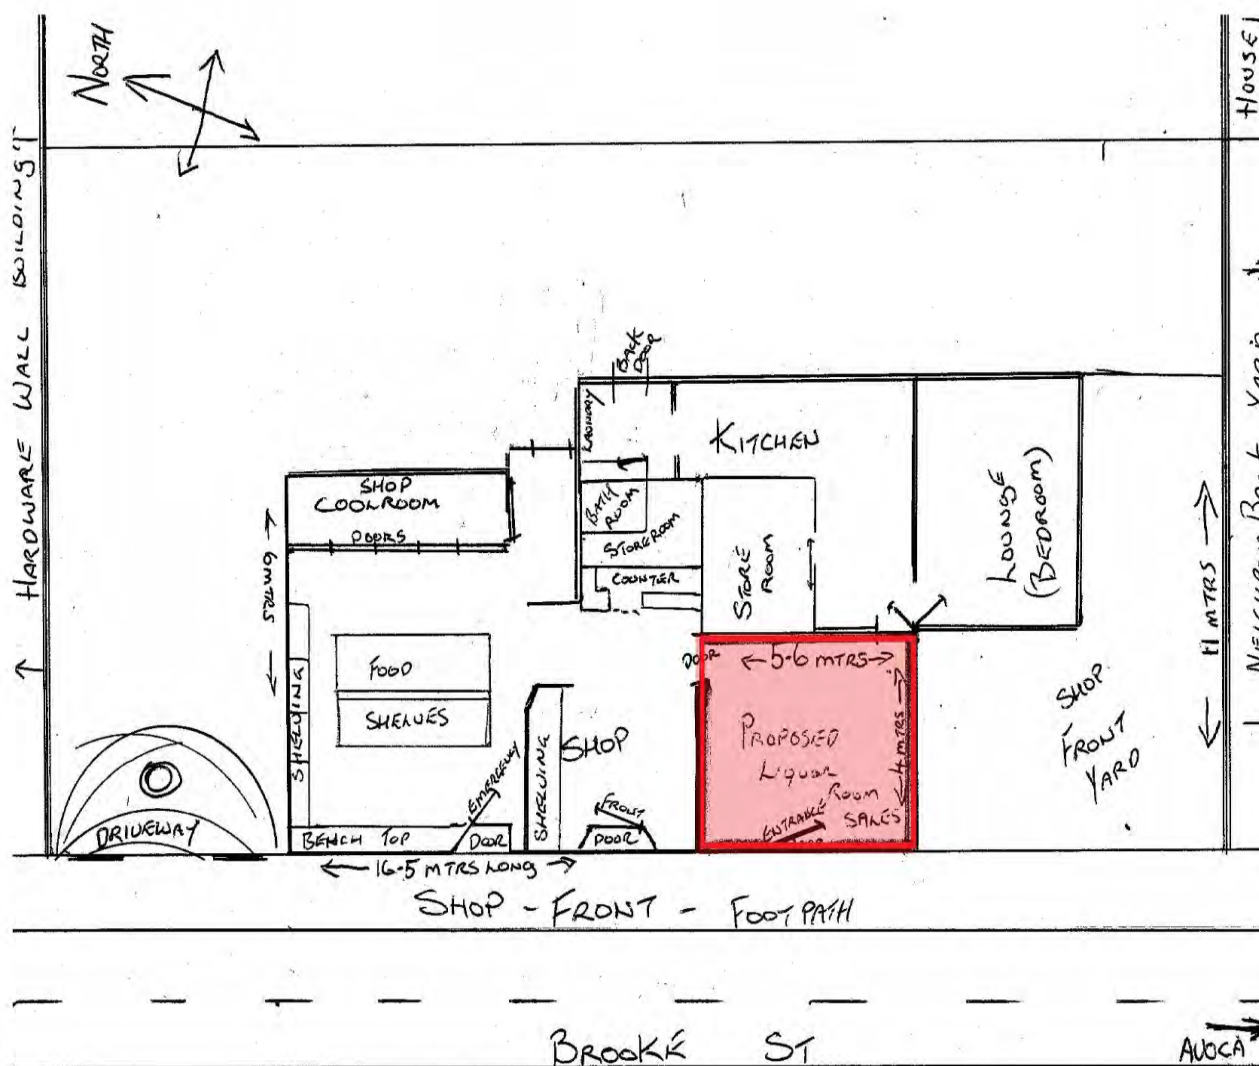 NORTH
HARDWARE WALL BUILDING
HOUSE
BACK
DOOR
LAUNDRY
KITCHEN
SHOP
COOLROOM
DOORS
BATH
ROOM
STOREROOM
COUNTER
STORE
ROOM
LOUNGE
(BEDROOM)
11 MTRS
FOOD
SHELVES
SHELVING
SHELVING
SHOP
DOOR
5-6 MTRS
4 MTRS
PROPOSED
LIQUOR
ROOM
SALES
ENTRANCE
DOOR
SHOP
FRONT
YARD
DRIVEWAY
EMERGENCY
DOOR
FRONT
DOOR
BENCH TOP
16-5 MTRS LONG
SHOP - FRONT - FOOTPATH
BROOKE ST
AVOCA